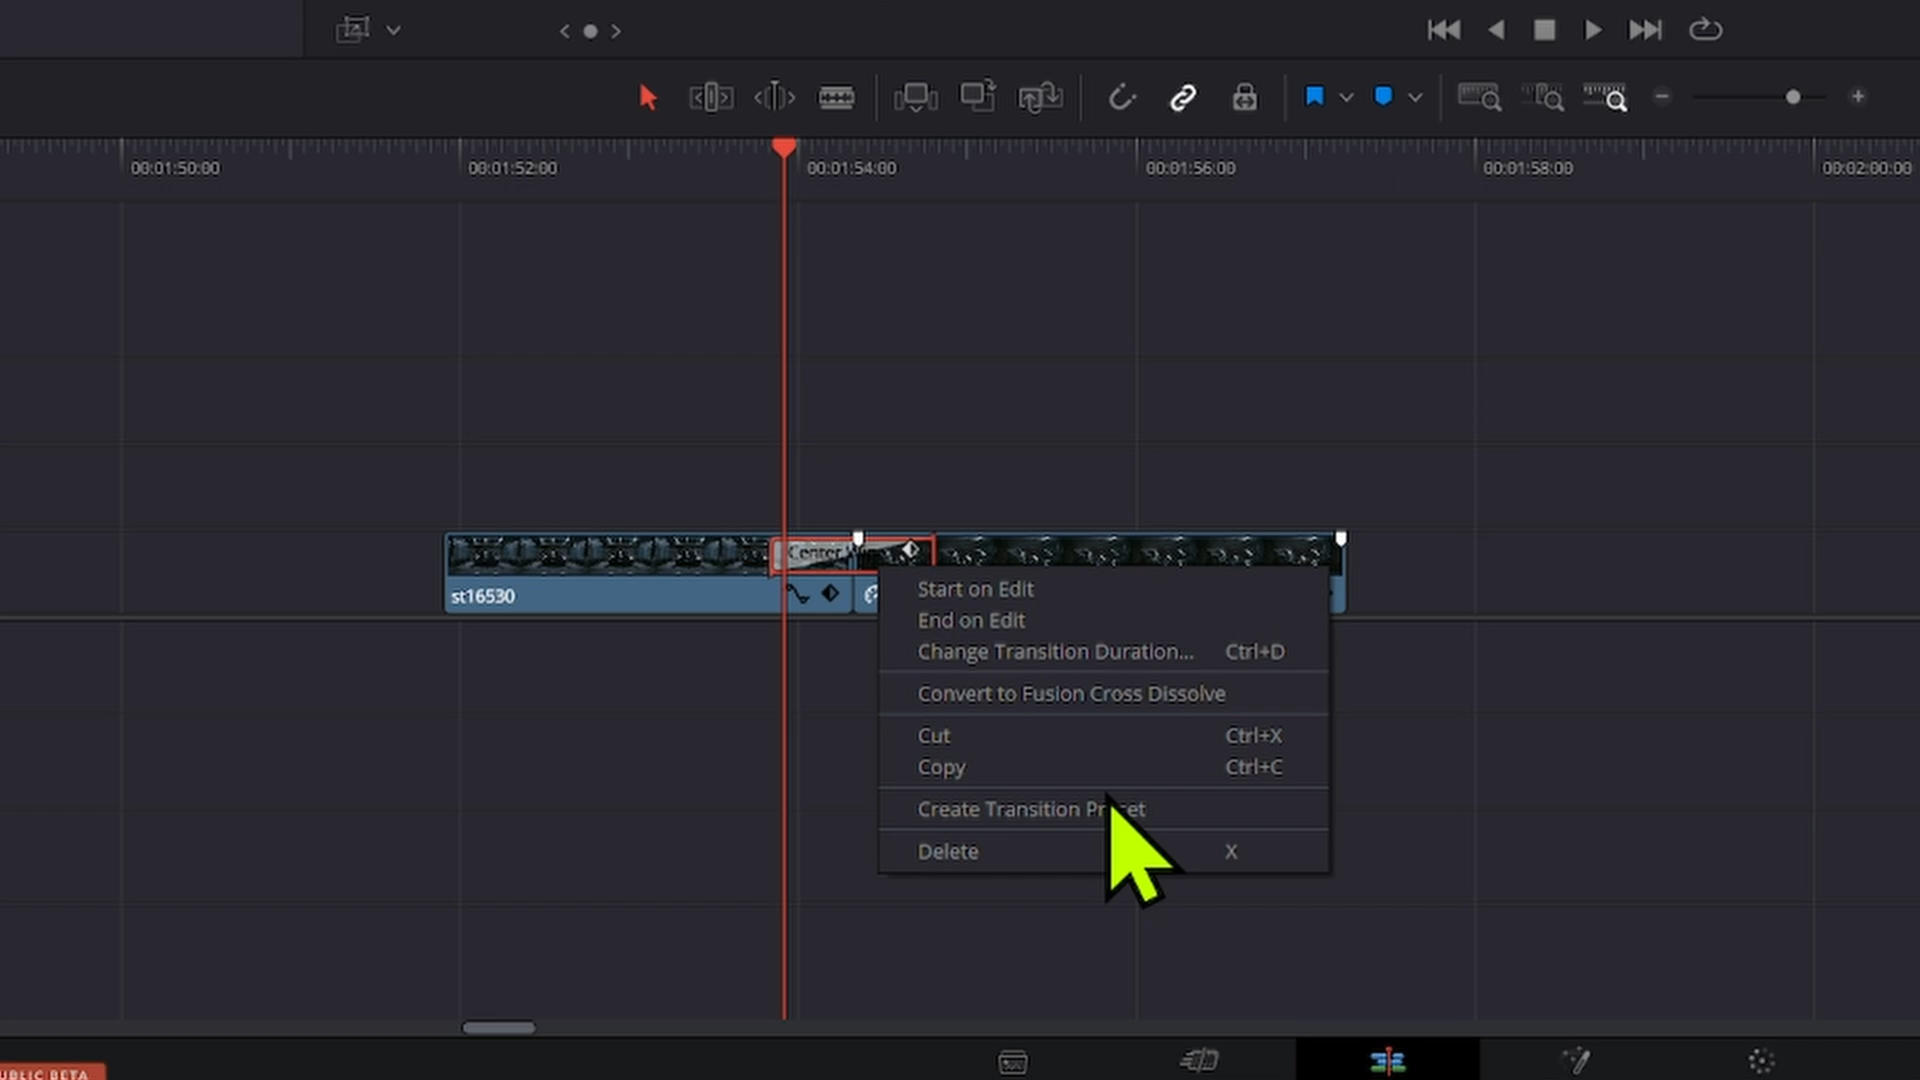 00:01:50:00
00:01:52:00
00:01:54:00
00:01:56:00
00:01:58:00
00:02:00:00
Center
st16530
Start on Edit
End on Edit
Change Transition Duration... Ctrl+D
Convert to Fusion Cross Dissolve
Cut Ctrl+X
Copy Ctrl+C
Create Transition Preset
Delete X
UBLIC BETA